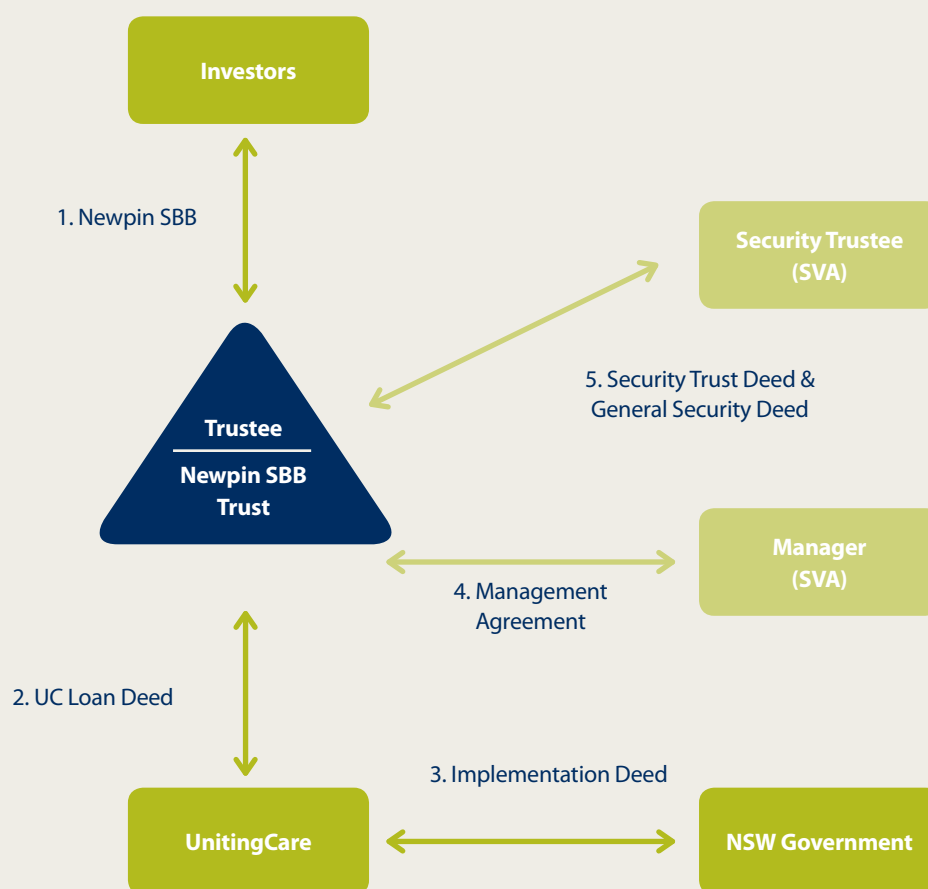 Investors
1. Newpin SBB
Security Trustee
(SVA)
5. Security Trust Deed &
General Security Deed
Trustee
Newpin SBB
Trust
Manager
(SVA)
4. Management
Agreement
2. UC Loan Deed
3. Implementation Deed
UnitingCare
NSW Government